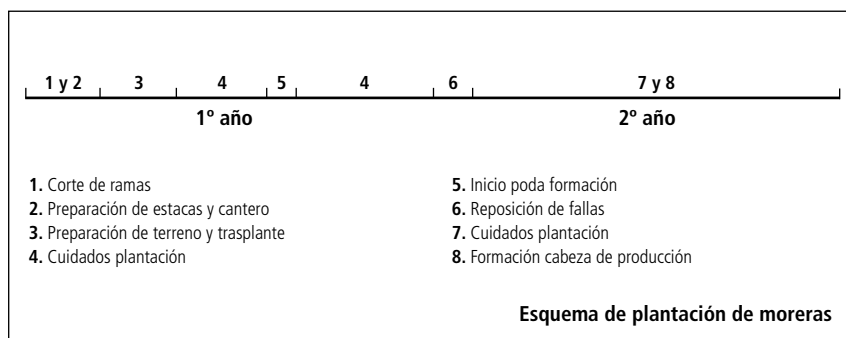 1 y 2 3 4 5 4 6 7 y 8
1º año 2º año
1. Corte de ramas
2. Preparación de estacas y cantero
3. Preparación de terreno y trasplante
4. Cuidados plantación
5. Inicio poda formación
6. Reposición de fallas
7. Cuidados plantación
8. Formación cabeza de producción
Esquema de plantación de moreras